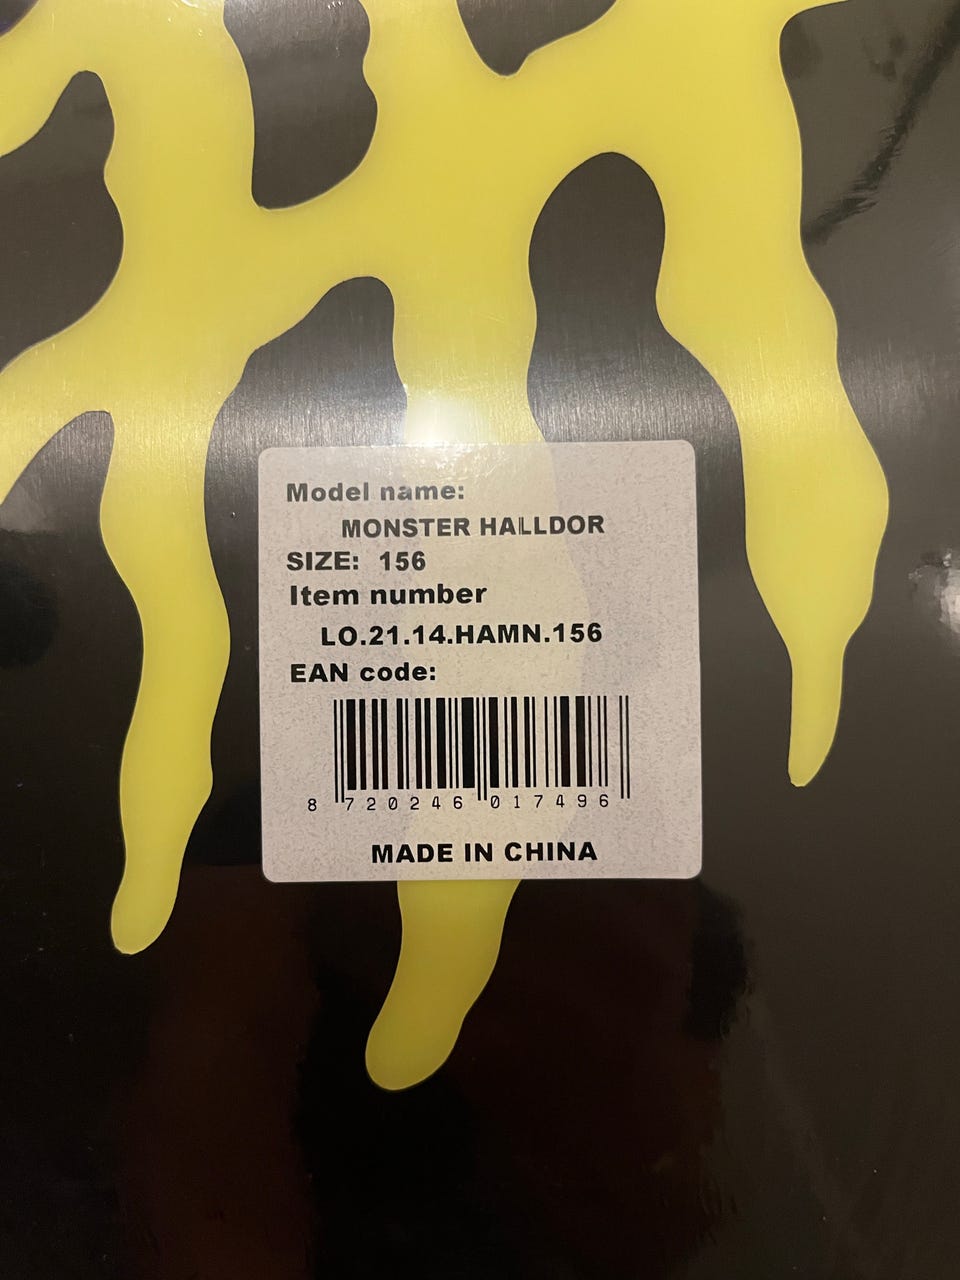 Model name:
MONSTER HALLDOR
SIZE: 156
Item number
LO.21.14.HAMN.156
EAN code:
8 720246 017496
MADE IN CHINA